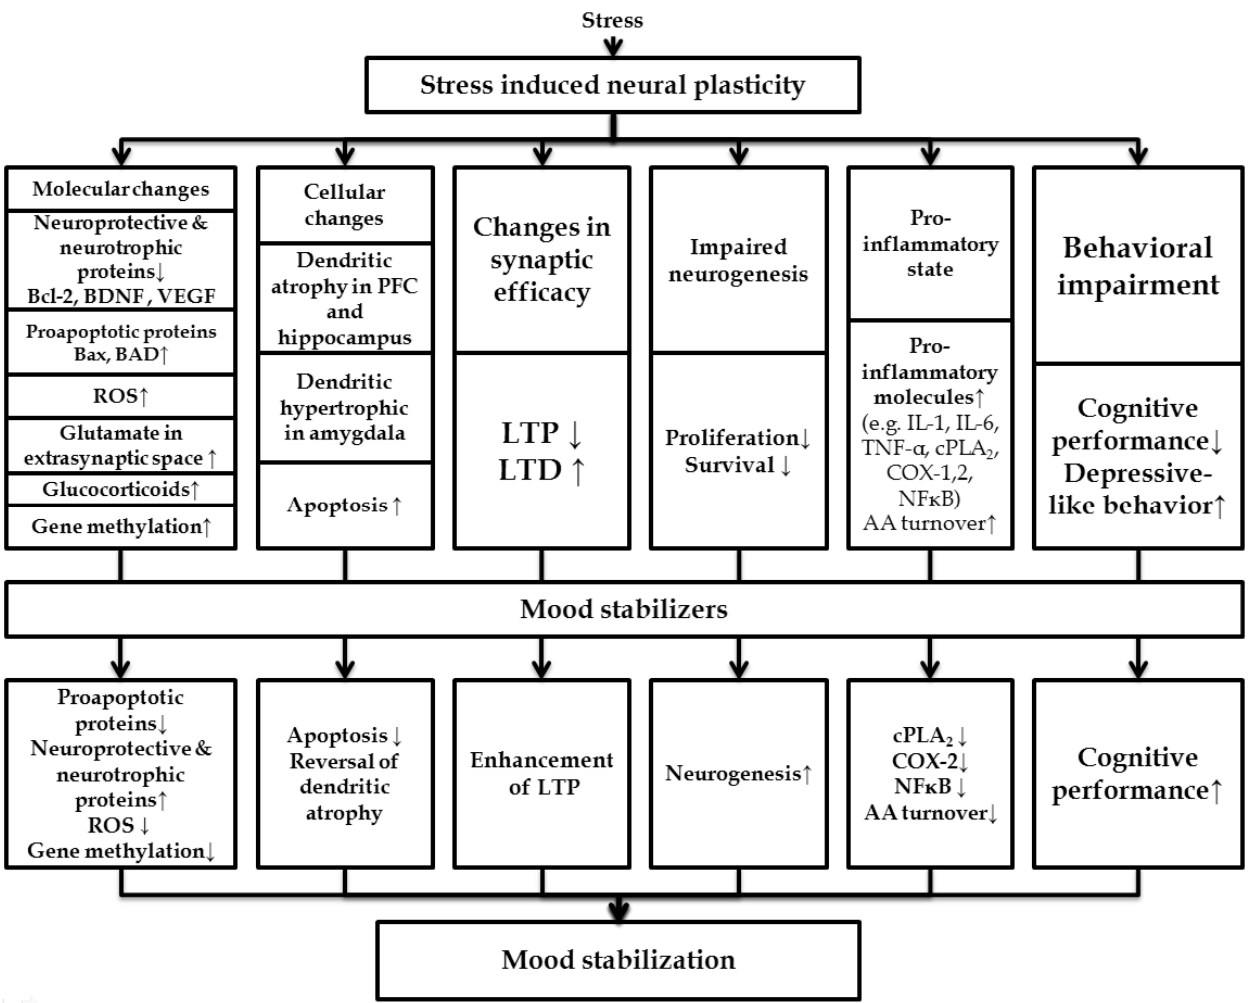 Stress
Stress induced neural plasticity
Molecular changes
Neuroprotective &
neurotrophic
proteins↓
Bcl-2, BDNF , VEGF
Proapoptotic proteins
Bax, BAD↑
ROS↑
Glutamate in
extrasynaptic space ↑
Glucocorticoids↑
Gene methylation↑
Cellular
changes
Dendritic
atrophy in PFC
and
hippocampus
Dendritic
hypertrophic
in amygdala
Apoptosis ↑
Changes in
synaptic
efficacy
LTP ↓
LTD ↑
Impaired
neurogenesis
Proliferation↓
Survival ↓
Pro-
inflammatory
state
Pro-
inflammatory
molecules↑
(e.g. IL-1, IL-6,
TNF-α, cPLA₂,
COX-1,2,
NFκB)
AA turnover↑
Behavioral
impairment
Cognitive
performance↓
Depressive-
like behavior↑
Mood stabilizers
Proapoptotic
proteins↓
Neuroprotective &
neurotrophic
proteins↑
ROS ↓
Gene methylation↓
Apoptosis ↓
Reversal of
dendritic
atrophy
Enhancement
of LTP
Neurogenesis↑
cPLA₂ ↓
COX-2↓
NFκB ↓
AA turnover↓
Cognitive
performance↑
Mood stabilization